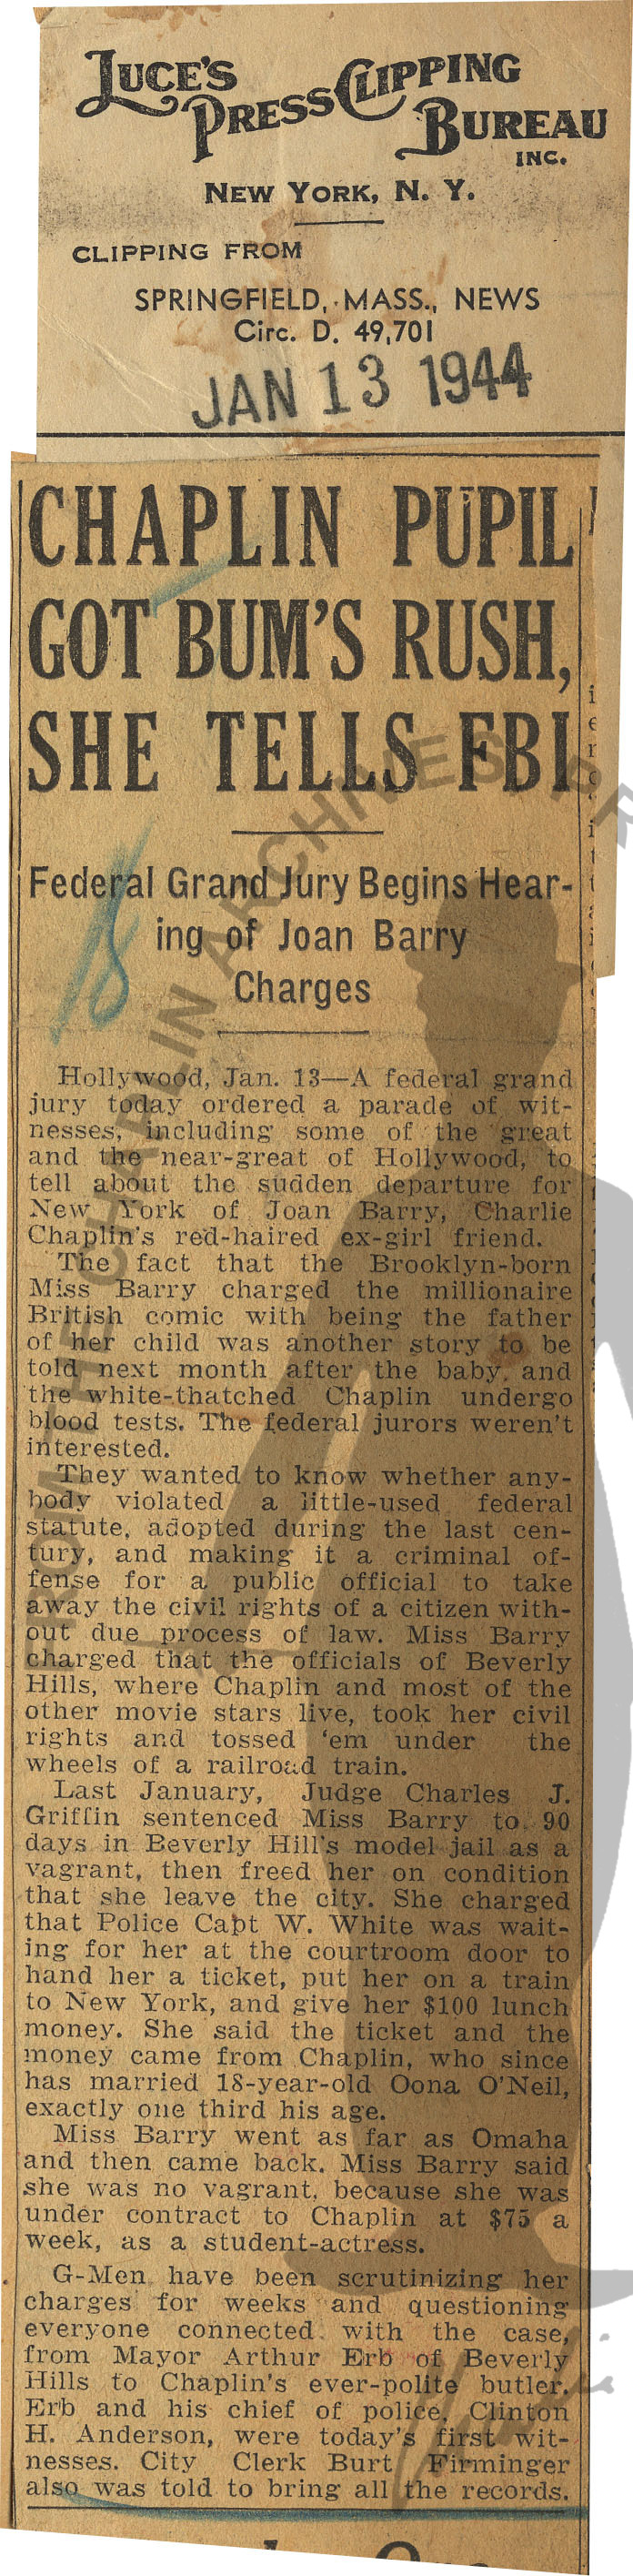 LUCE'S
PRESS CLIPPING
BUREAU
INC.
NEW YORK, N. Y.
CLIPPING FROM
SPRINGFIELD, MASS., NEWS
Circ. D. 49,701
JAN 13 1944
CHAPLIN PUPIL
GOT BUM'S RUSH,
SHE TELLS FBI
Federal Grand Jury Begins Hear-
ing of Joan Barry
Charges
Hollywood, Jan. 13—A federal grand
jury today ordered a parade of wit-
nesses, including some of the great
and the near-great of Hollywood, to
tell about the sudden departure for
New York of Joan Barry, Charlie
Chaplin's red-haired ex-girl friend.
The fact that the Brooklyn-born
Miss Barry charged the millionaire
British comic with being the father
of her child was another story to be
told next month after the baby and
the white-thatched Chaplin undergo
blood tests. The federal jurors weren't
interested.
They wanted to know whether any-
body violated a little-used federal
statute, adopted during the last cen-
tury, and making it a criminal of-
fense for a public official to take
away the civil rights of a citizen with-
out due process of law. Miss Barry
charged that the officials of Beverly
Hills, where Chaplin and most of the
other movie stars live, took her civil
rights and tossed 'em under the
wheels of a railroad train.
Last January, Judge Charles J.
Griffin sentenced Miss Barry to 90
days in Beverly Hill's model jail as a
vagrant, then freed her on condition
that she leave the city. She charged
that Police Capt W. White was wait-
ing for her at the courtroom door to
hand her a ticket, put her on a train
to New York, and give her $100 lunch
money. She said the ticket and the
money came from Chaplin, who since
has married 18-year-old Oona O'Neil,
exactly one third his age.
Miss Barry went as far as Omaha
and then came back. Miss Barry said
she was no vagrant, because she was
under contract to Chaplin at $75 a
week, as a student-actress.
G-Men have been scrutinizing her
charges for weeks and questioning
everyone connected with the case,
from Mayor Arthur Erb of Beverly
Hills to Chaplin's ever-polite butler.
Erb and his chief of police, Clinton
H. Anderson, were today's first wit-
nesses. City Clerk Burt Firminger
also was told to bring all the records.
FROM THE CHAPLIN ARCHIVES